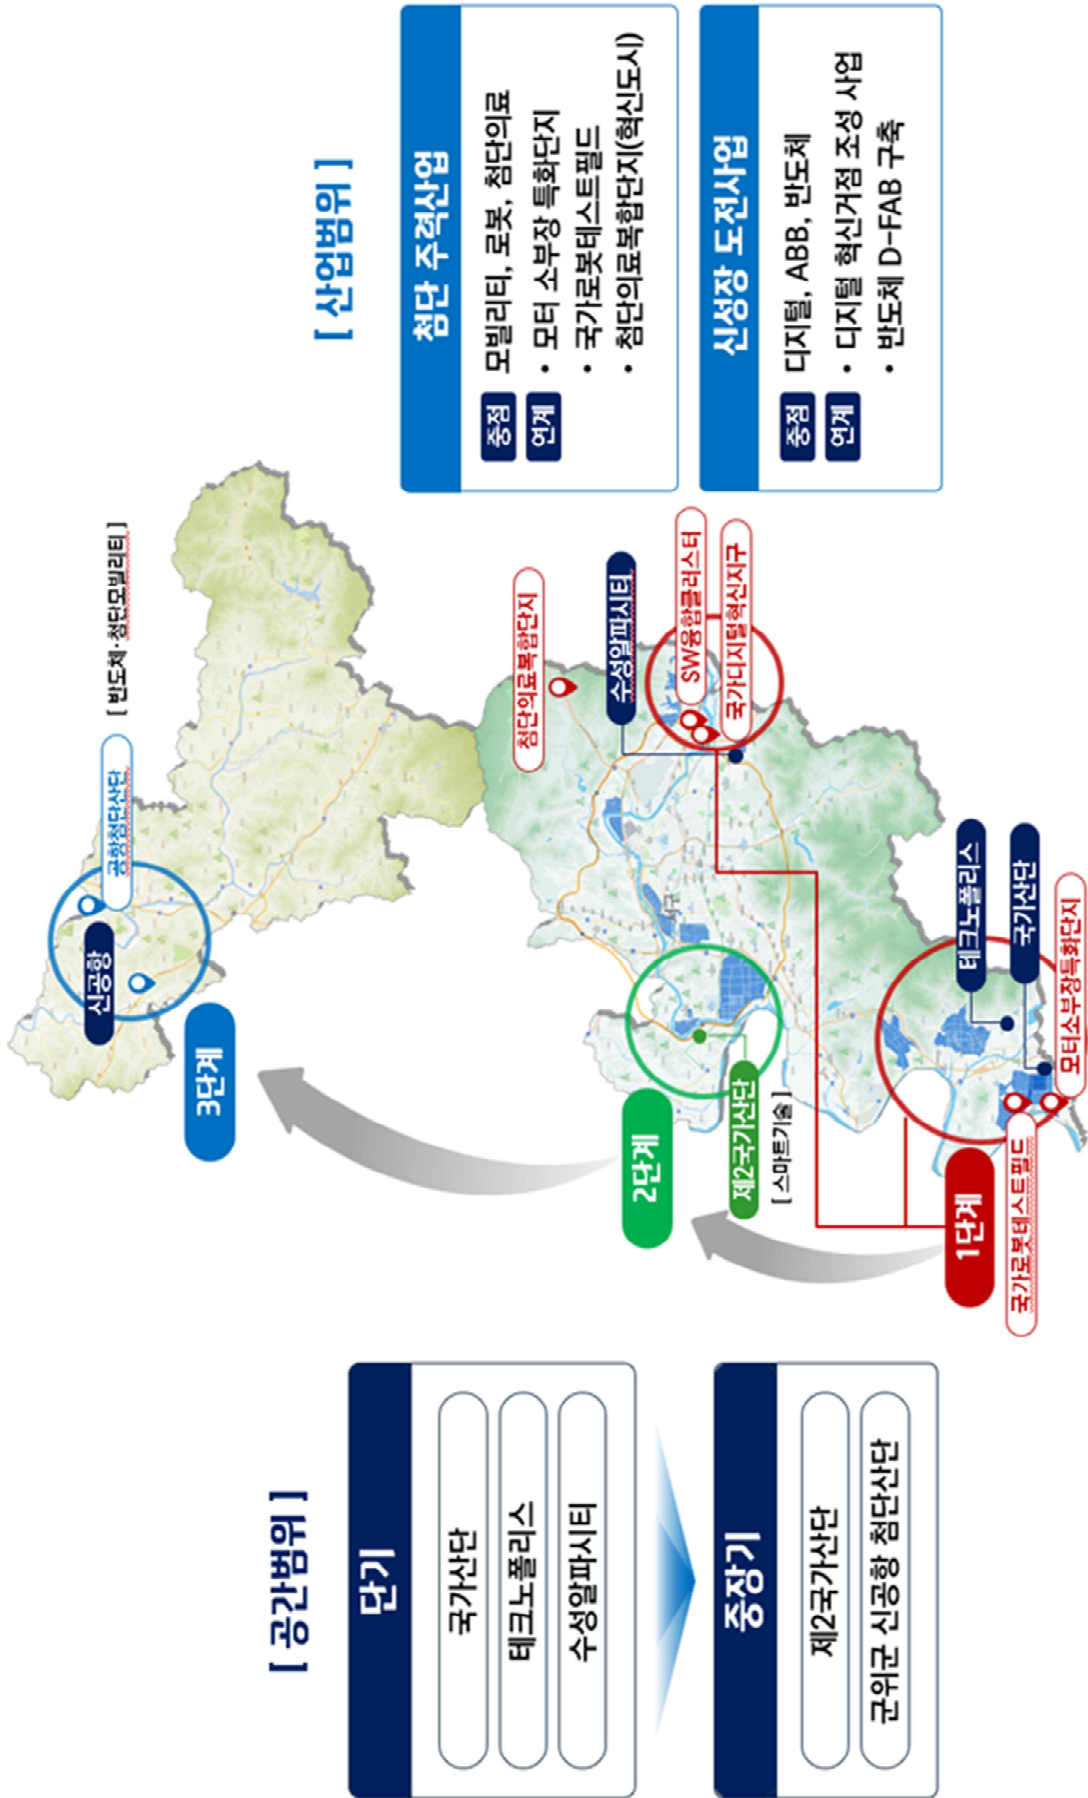 [ 공간범위 ]
단기
국가산단
테크노폴리스
수성알파시티
중장기
제2국가산단
군위군 신공항 첨단산단
3단계
신공항
공항첨단산단
[ 반도체·첨단모빌리티 ]
2단계
제2국가산단
[ 스마트기술 ]
서구
첨단의료복합단지
수성알파시티
SW융합클러스터
국가디지털혁신지구
1단계
테크노폴리스
국가산단
국가로봇테스트필드
모터소부장특화단지
[ 산업범위 ]
첨단 주력산업
중점 모빌리티, 로봇, 첨단의료
연계 • 모터 소부장 특화단지
• 국가로봇테스트필드
• 첨단의료복합단지(혁신도시)
신성장 도전사업
중점 디지털, ABB, 반도체
연계 • 디지털 혁신거점 조성 사업
• 반도체 D-FAB 구축